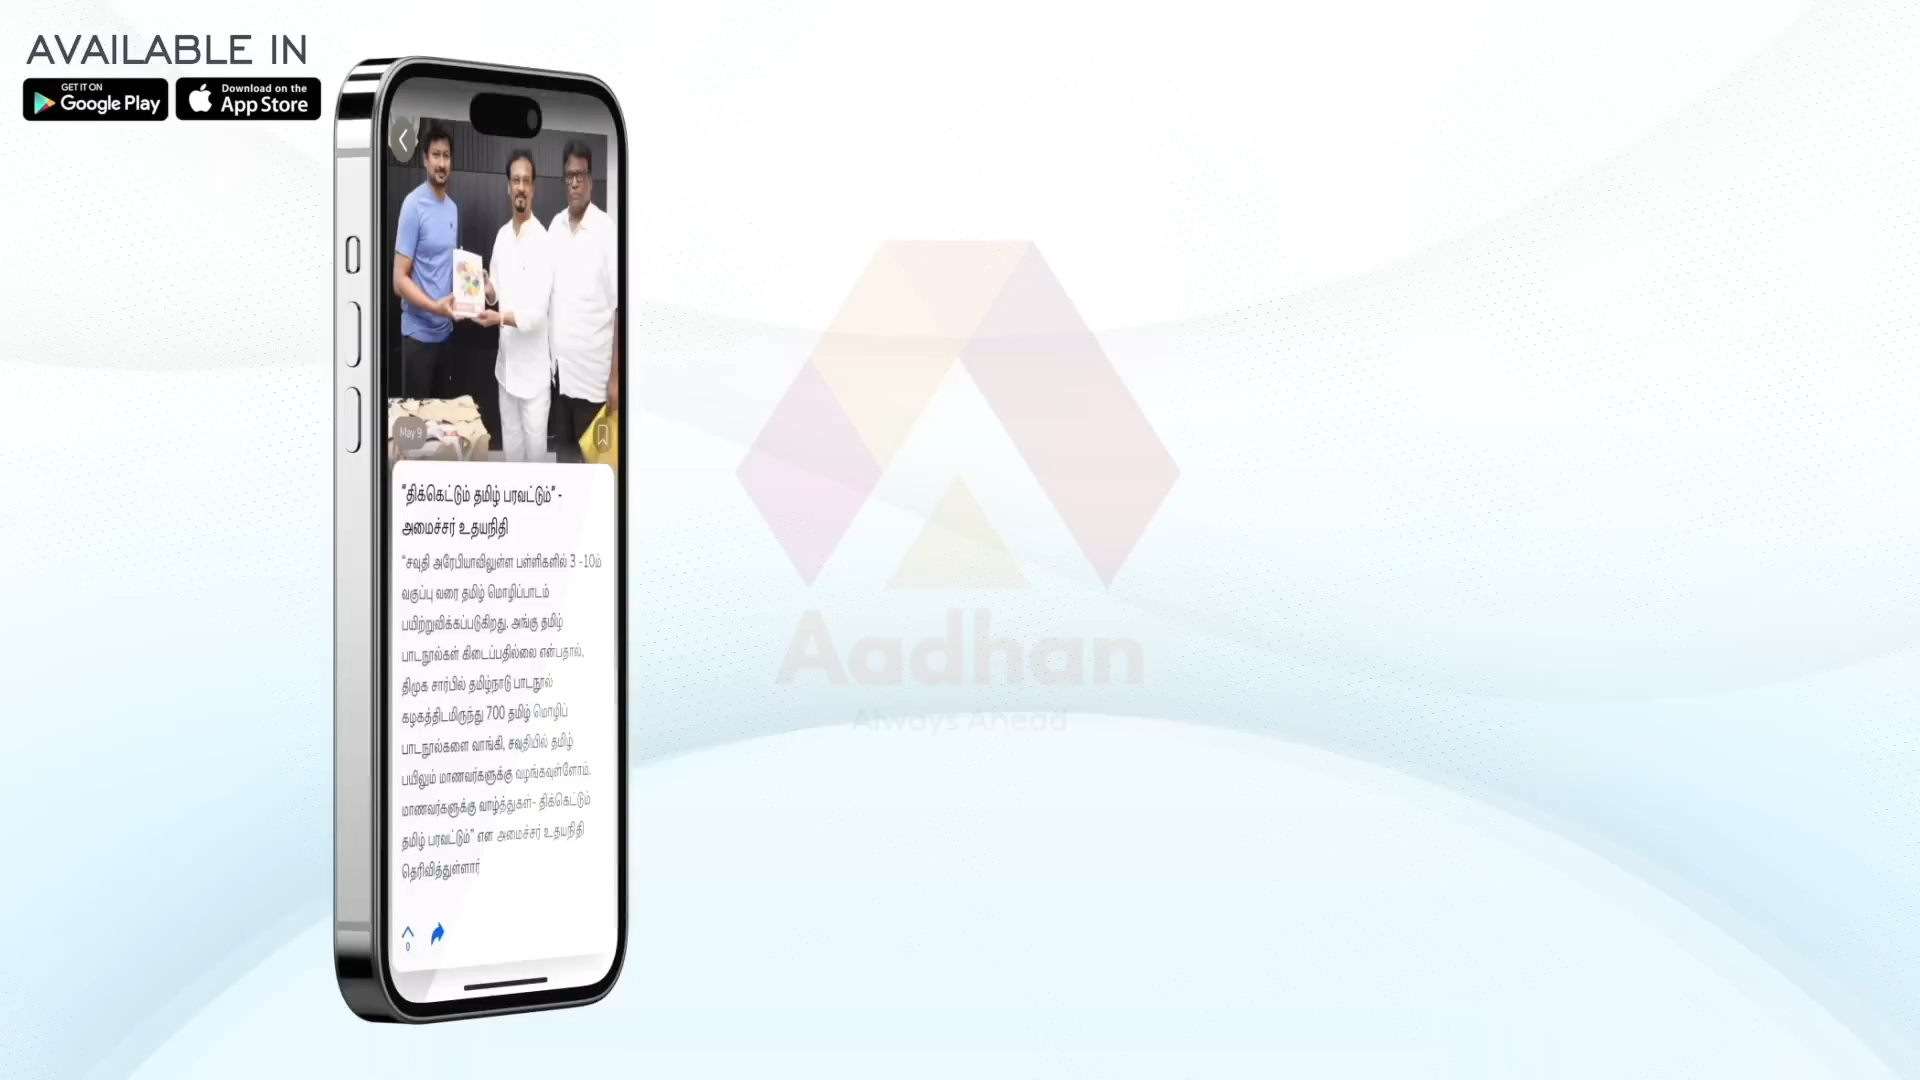 AVAILABLE IN
GET IT ON
Google Play
Download on the
App Store
May 9
"திக்கெட்டும் தமிழ் பரவட்டும்" -
அமைச்சர் உதயநிதி
"சவுதி அரேபியாவிலுள்ள பள்ளிகளில் 3 -10ம்
வகுப்பு வரை தமிழ் மொழிப்பாடம்
பயிற்றுவிக்கப்படுகிறது. அங்கு தமிழ்
பாடநூல்கள் கிடைப்பதில்லை என்பதால்,
திமுக சார்பில் தமிழ்நாடு பாடநூல்
கழகத்திடமிருந்து 700 தமிழ் மொழிப்
பாடநூல்களை வாங்கி, சவுதியில் தமிழ்
பயிலும் மாணவர்களுக்கு வழங்கவுள்ளோம்.
மாணவர்களுக்கு வாழ்த்துகள்- திக்கெட்டும்
தமிழ் பரவட்டும்" என அமைச்சர் உதயநிதி
தெரிவித்துள்ளார்
0
Aadhan
Always Ahead